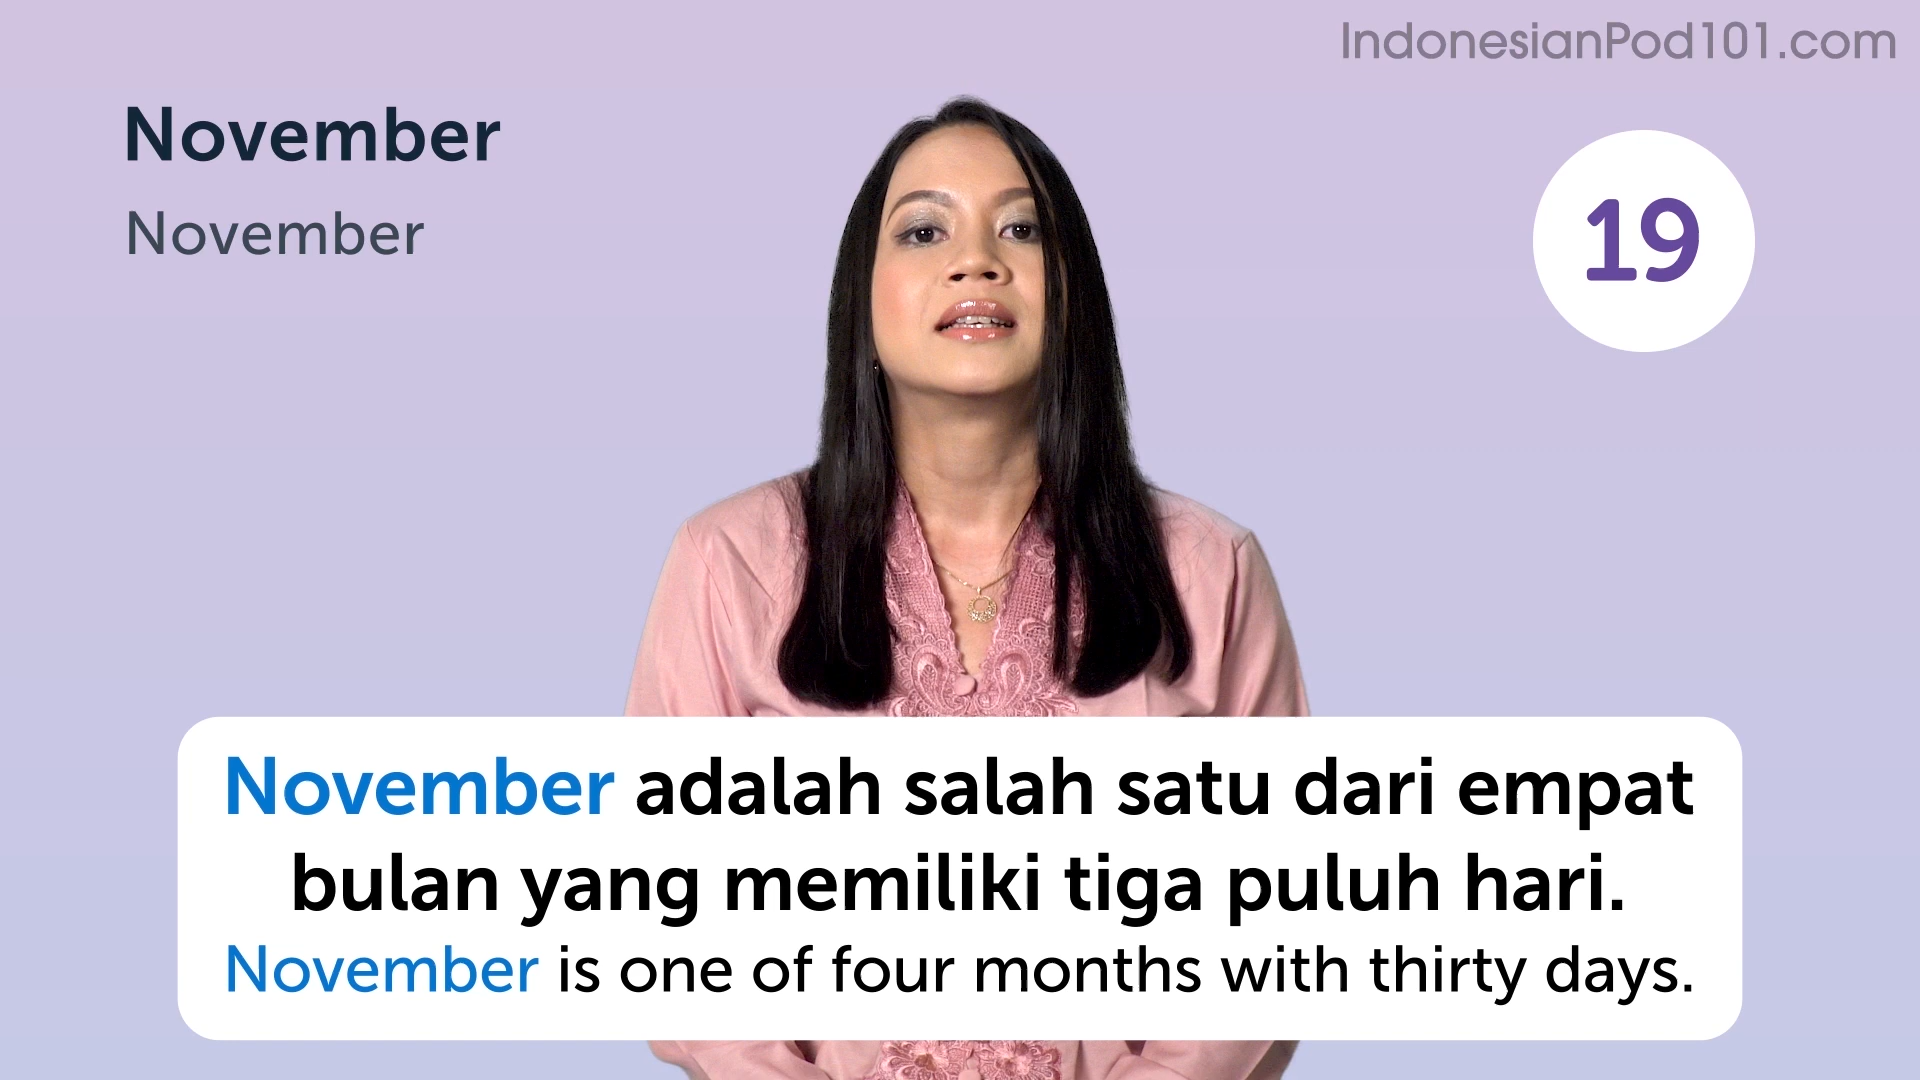 IndonesianPod101.com
November
November
19
November adalah salah satu dari empat
bulan yang memiliki tiga puluh hari.
November is one of four months with thirty days.